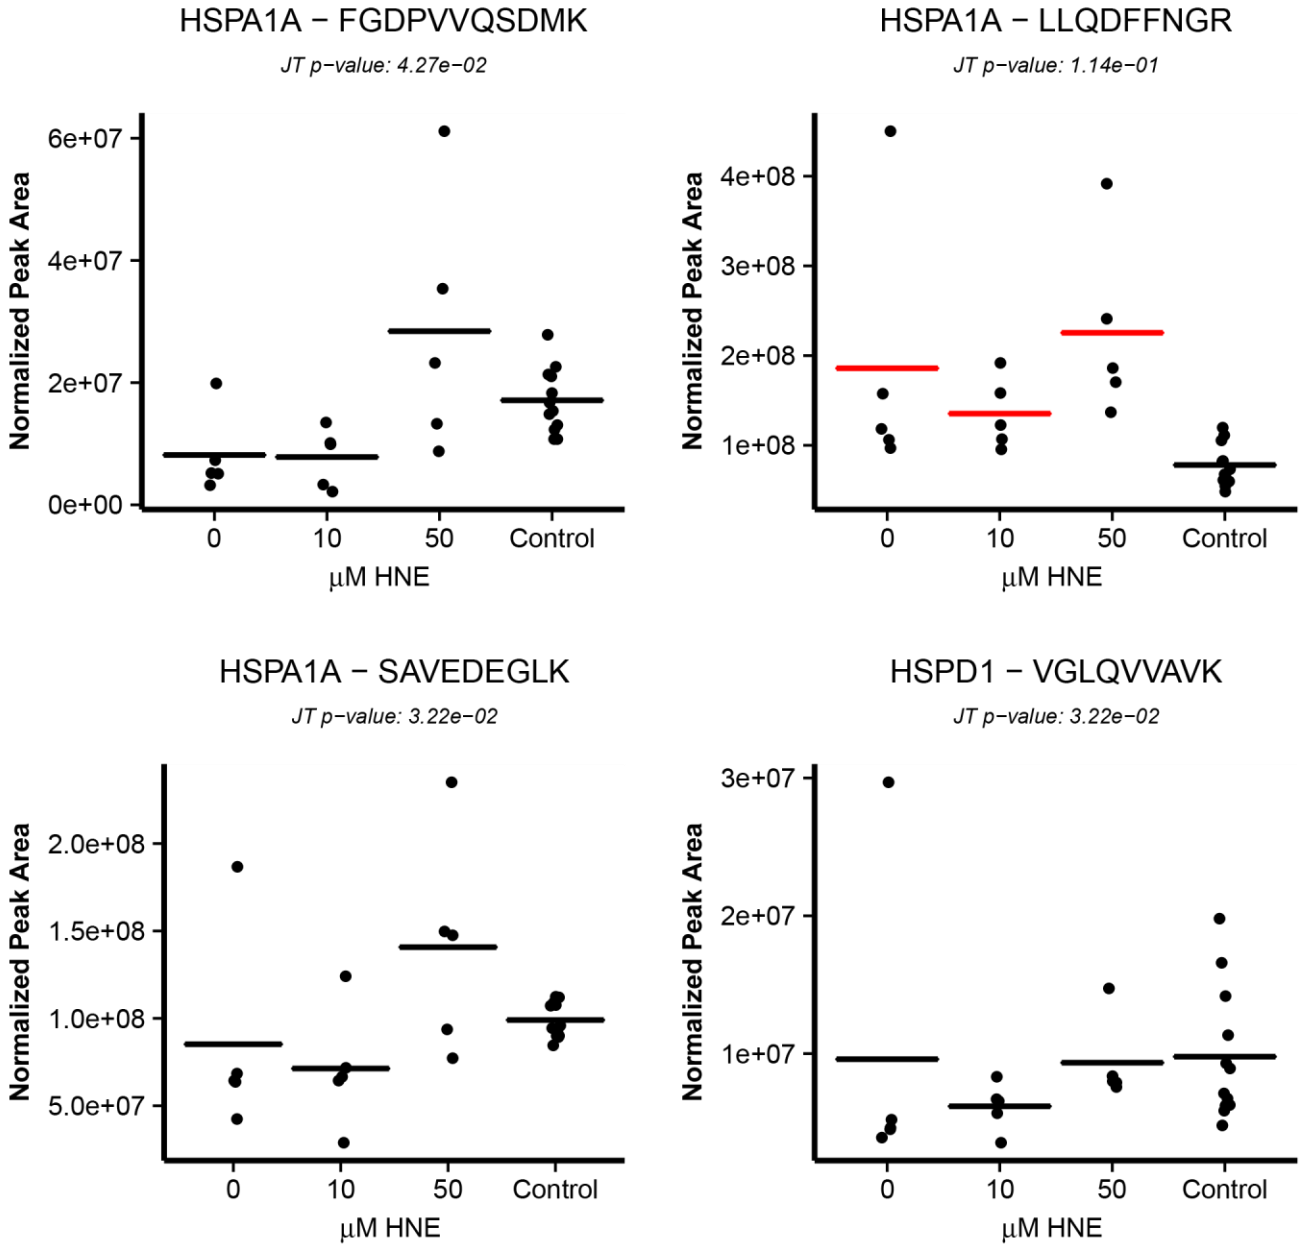 HSPA1A − FGDPVVQSDMK
JT p−value: 4.27e−02
Normalized Peak Area
6e+07
4e+07
2e+07
0e+00
0 10 50 Control
μM HNE
HSPA1A − LLQDFFNGR
JT p−value: 1.14e−01
Normalized Peak Area
4e+08
3e+08
2e+08
1e+08
0 10 50 Control
μM HNE
HSPA1A − SAVEDEGLK
JT p−value: 3.22e−02
Normalized Peak Area
2.0e+08
1.5e+08
1.0e+08
5.0e+07
0 10 50 Control
μM HNE
HSPD1 − VGLQVVAVK
JT p−value: 3.22e−02
Normalized Peak Area
3e+07
2e+07
1e+07
0 10 50 Control
μM HNE